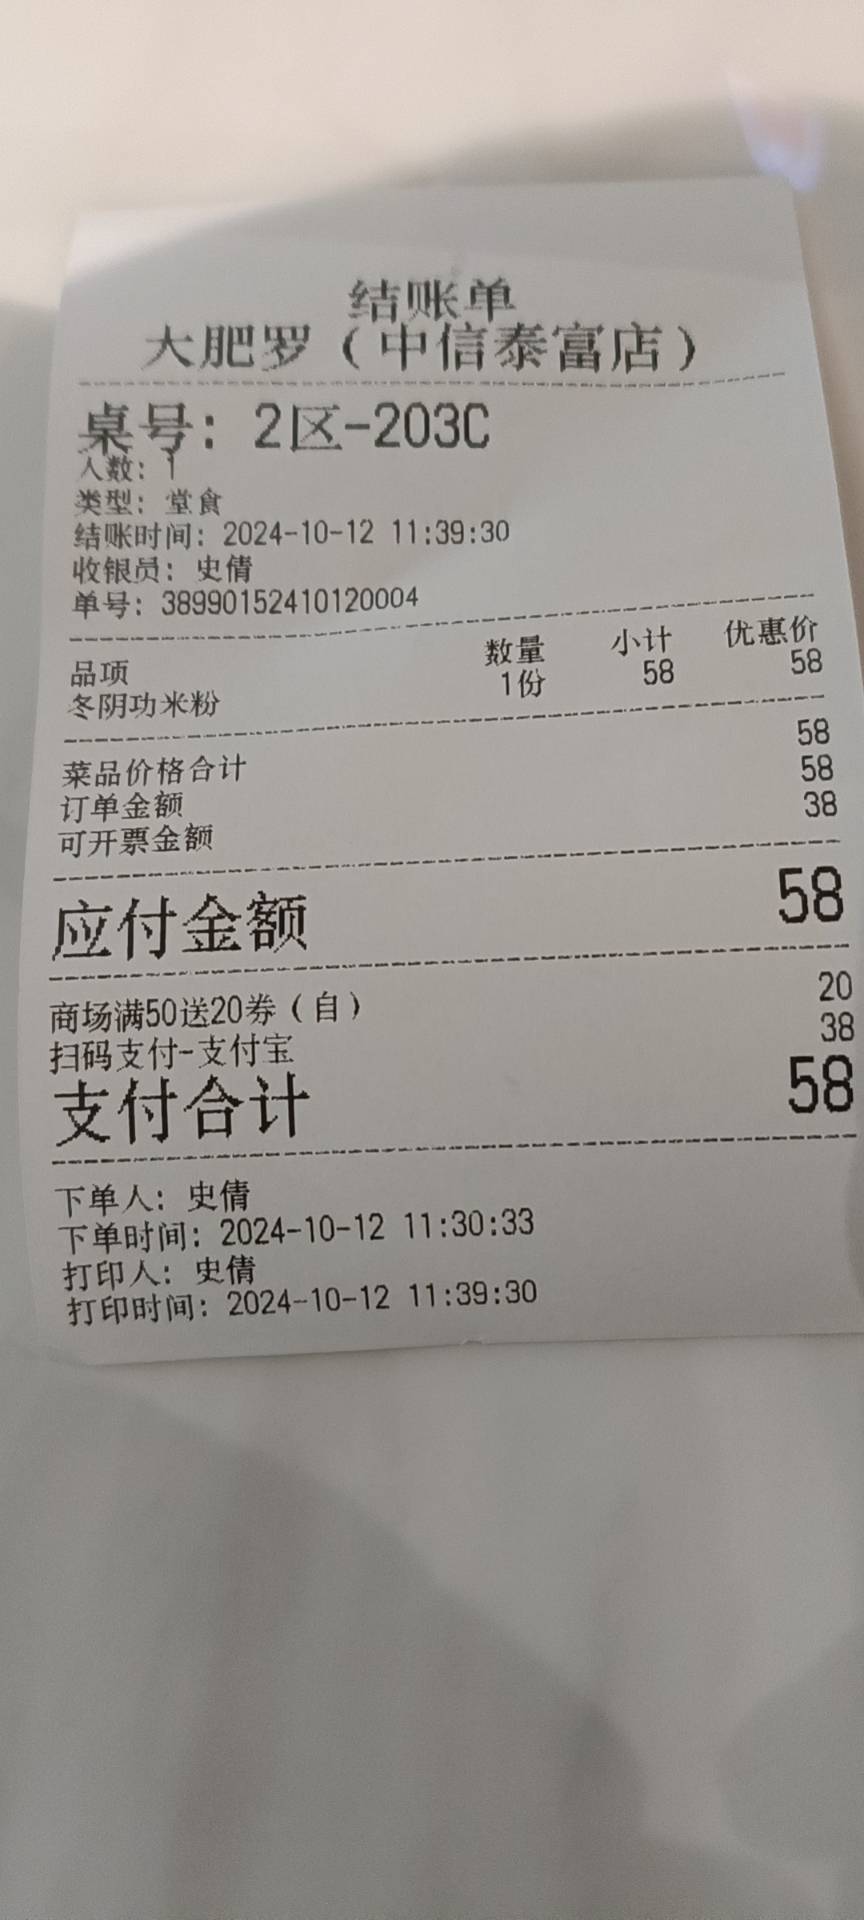 结账单
大肥罗（中信泰富店）
桌号：2区-203C
人数：1
类型：堂食
结账时间：2024-10-12 11:39:30
收银员：史倩
单号：38990152410120004
品项 数量 小计 优惠价
冬阴功米粉 1份 58 58
菜品价格合计 58
订单金额 58
可开票金额 38
应付金额 58
商场满50送20券（自） 20
扫码支付-支付宝 38
支付合计 58
下单人：史倩
下单时间：2024-10-12 11:30:33
打印人：史倩
打印时间：2024-10-12 11:39:30